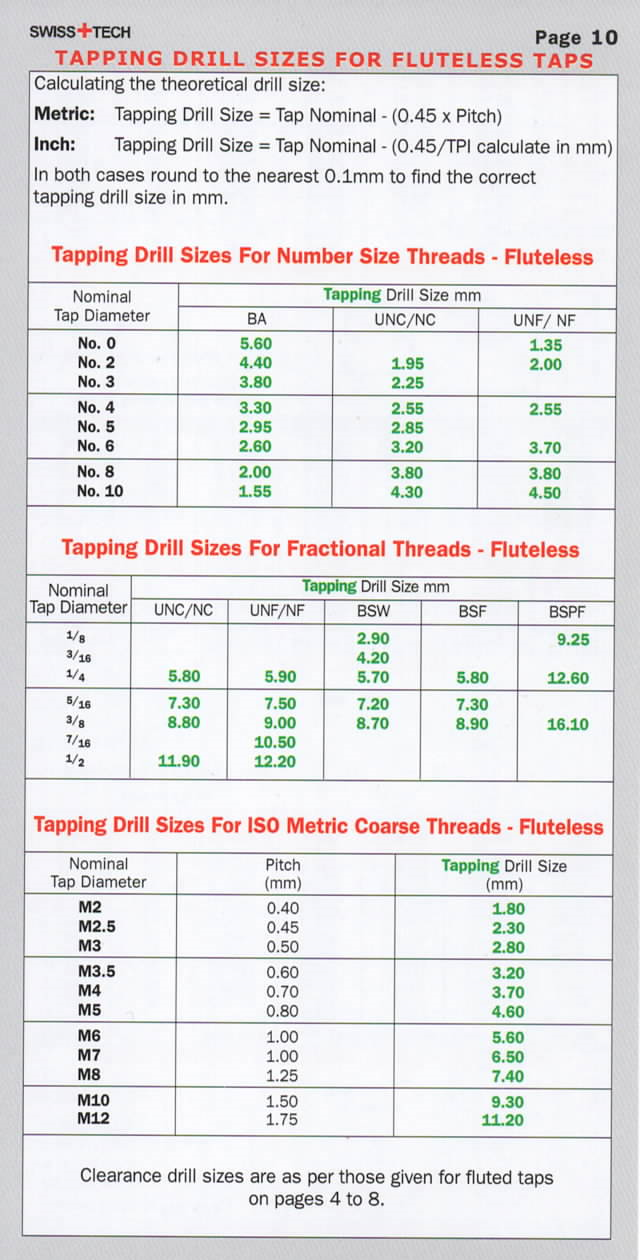 SWISS+TECH
Page 10
TAPPING DRILL SIZES FOR FLUTELESS TAPS
Calculating the theoretical drill size:
Metric: Tapping Drill Size = Tap Nominal - (0.45 x Pitch)
Inch: Tapping Drill Size = Tap Nominal - (0.45/TPI calculate in mm)
In both cases round to the nearest 0.1mm to find the correct
tapping drill size in mm.
Tapping Drill Sizes For Number Size Threads - Fluteless
Nominal Tapping Drill Size mm
Tap Diameter BA UNC/NC UNF/ NF
No. 0 5.60 1.35
No. 2 4.40 1.95 2.00
No. 3 3.80 2.25
No. 4 3.30 2.55 2.55
No. 5 2.95 2.85
No. 6 2.60 3.20 3.70
No. 8 2.00 3.80 3.80
No. 10 1.55 4.30 4.50
Tapping Drill Sizes For Fractional Threads - Fluteless
Nominal Tapping Drill Size mm
Tap Diameter UNC/NC UNF/NF BSW BSF BSPF
1/8 2.90 9.25
3/16 4.20
1/4 5.80 5.90 5.70 5.80 12.60
5/16 7.30 7.50 7.20 7.30
3/8 8.80 9.00 8.70 8.90 16.10
7/16 10.50
1/2 11.90 12.20
Tapping Drill Sizes For ISO Metric Coarse Threads - Fluteless
Nominal Pitch Tapping Drill Size
Tap Diameter (mm) (mm)
M2 0.40 1.80
M2.5 0.45 2.30
M3 0.50 2.80
M3.5 0.60 3.20
M4 0.70 3.70
M5 0.80 4.60
M6 1.00 5.60
M7 1.00 6.50
M8 1.25 7.40
M10 1.50 9.30
M12 1.75 11.20
Clearance drill sizes are as per those given for fluted taps
on pages 4 to 8.